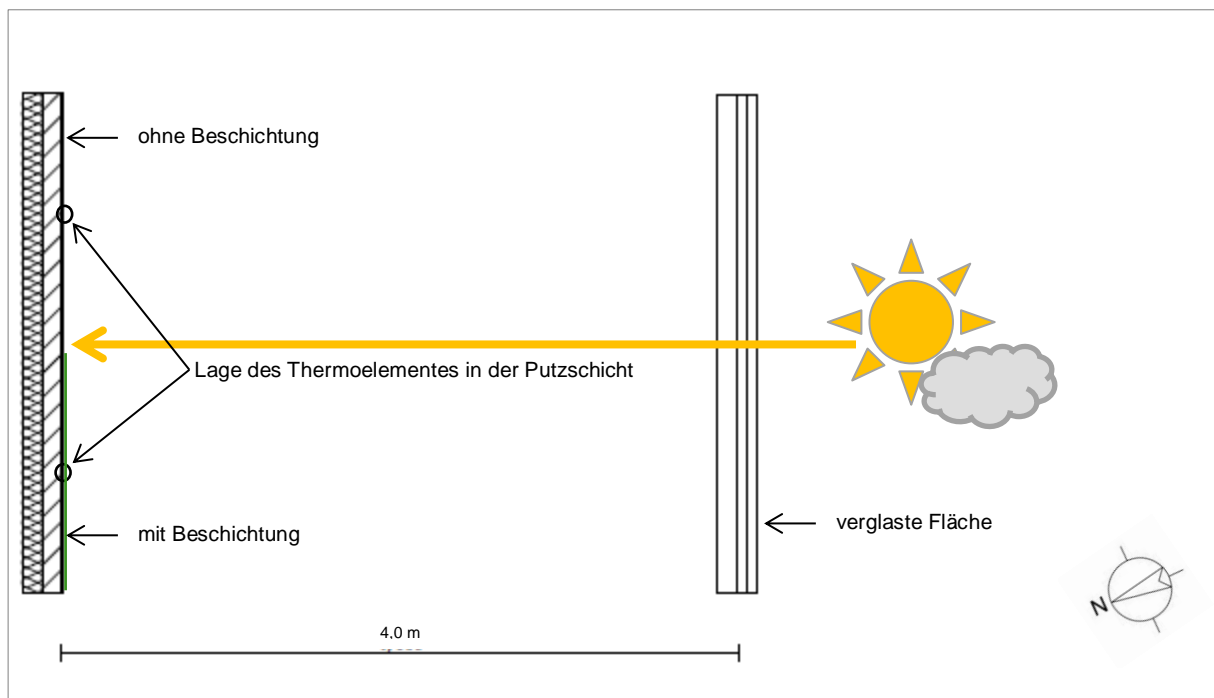 ohne Beschichtung
Lage des Thermoelementes in der Putzschicht
verglaste Fläche
mit Beschichtung
N
4,0 m